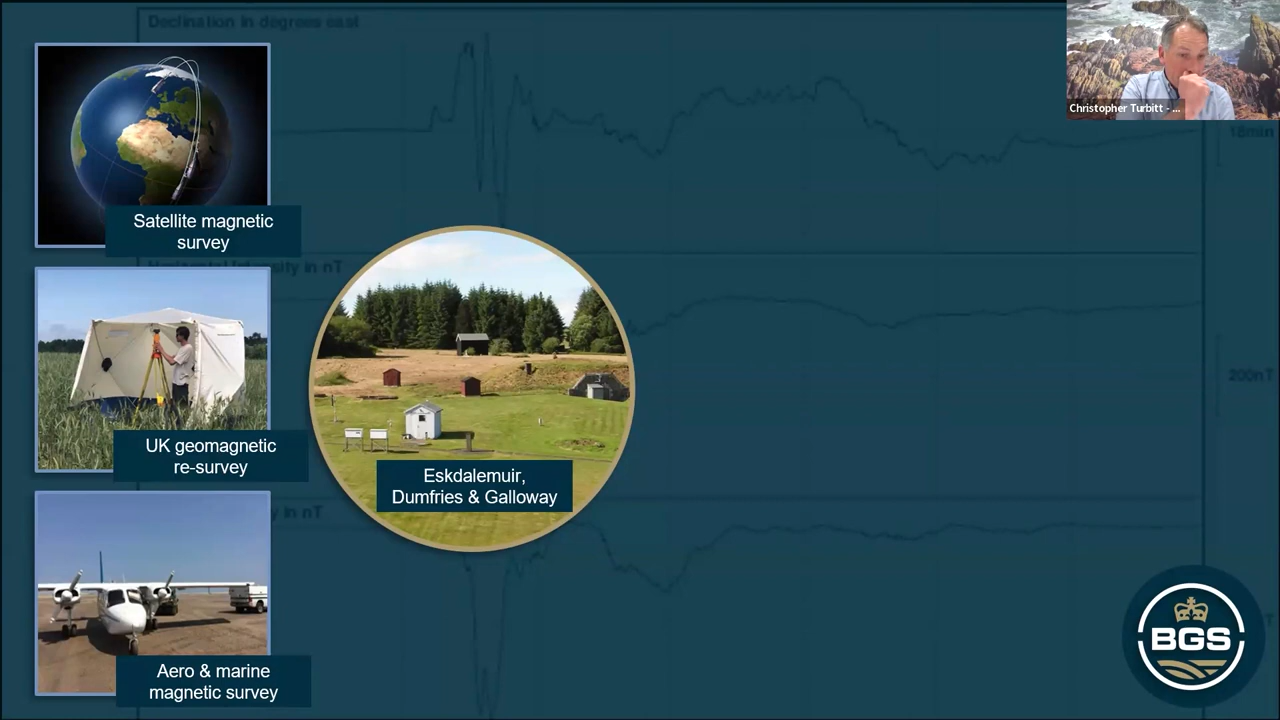 Declination in degrees east
Christopher Turbitt - ...
18min
Satellite magnetic
survey
Horizontal Intensity in nT
200nT
UK geomagnetic
re-survey
Eskdalemuir,
Dumfries & Galloway
y in nT
Aero & marine
magnetic survey
BGS